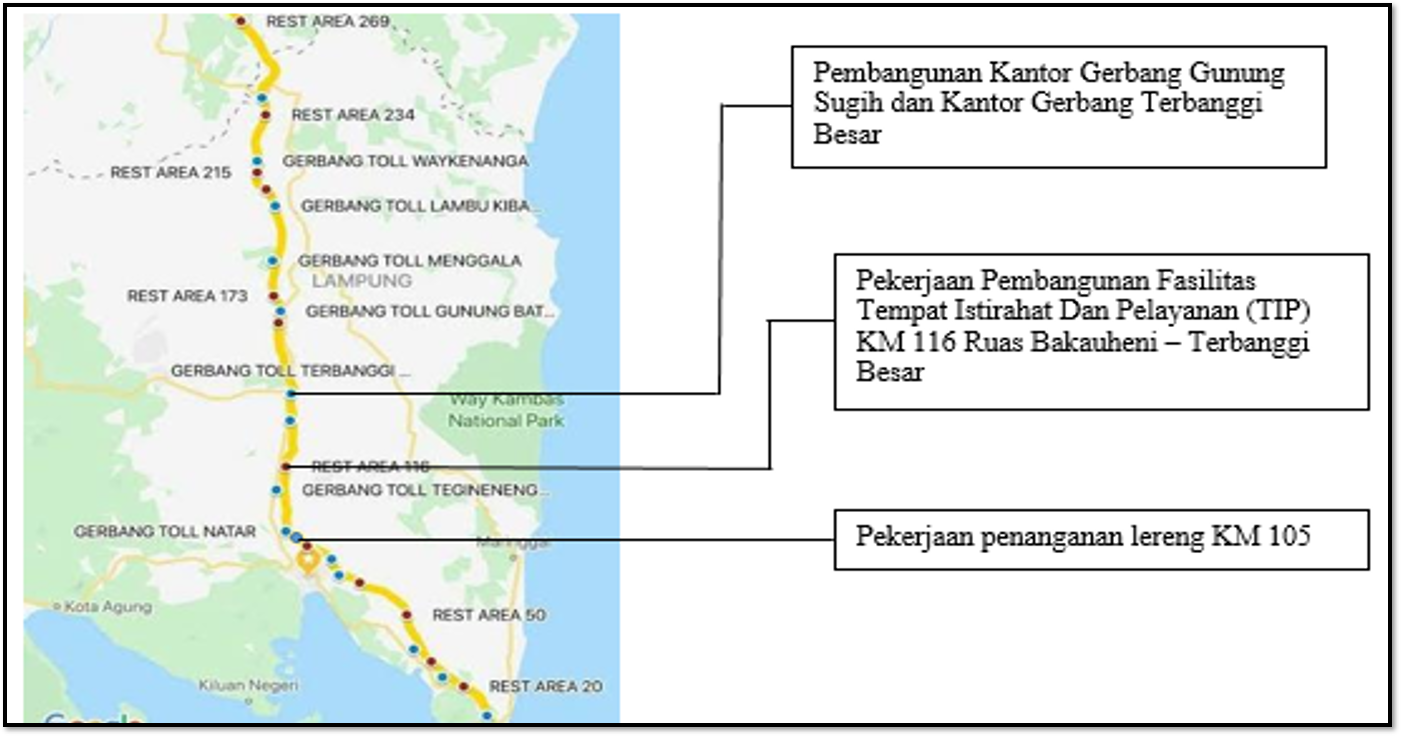 REST AREA 269
REST AREA 234
GERBANG TOLL WAYKENANGA
REST AREA 215
GERBANG TOLL LAMBU KIBA...
GERBANG TOLL MENGGALA
LAMPUNG
REST AREA 173
GERBANG TOLL GUNUNG BAT...
GERBANG TOLL TERBANGGI ...
Way Kambas
National Park
REST AREA 116
GERBANG TOLL TEGINENENG...
GERBANG TOLL NATAR
Maringgai
Kota Agung
REST AREA 50
Kiluan Negeri
REST AREA 20
Google
Pembangunan Kantor Gerbang Gunung
Sugih dan Kantor Gerbang Terbanggi
Besar
Pekerjaan Pembangunan Fasilitas
Tempat Istirahat Dan Pelayanan (TIP)
KM 116 Ruas Bakauheni – Terbanggi
Besar
Pekerjaan penanganan lereng KM 105